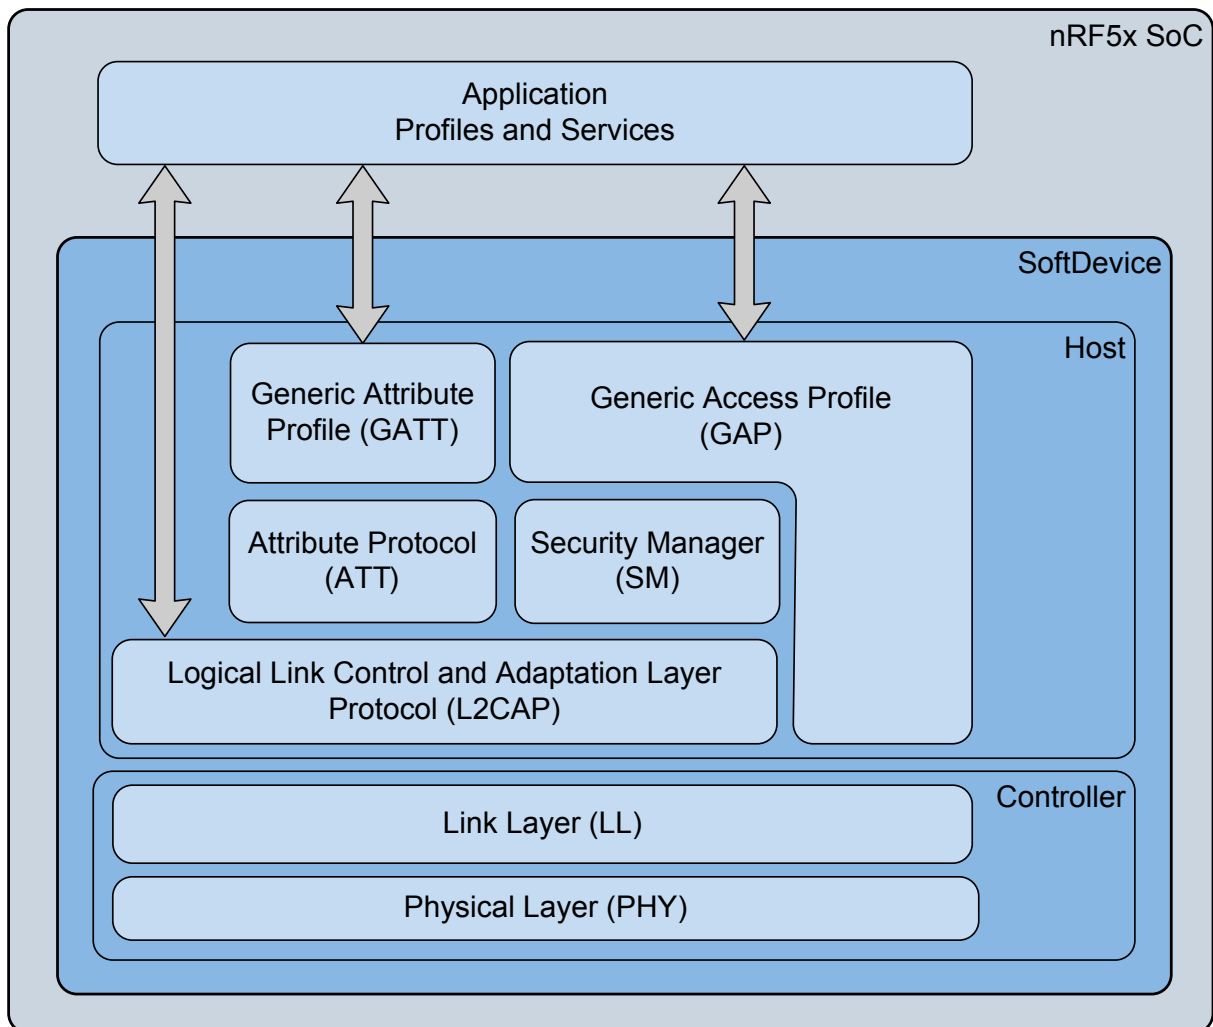 nRF5x SoC
Application
Profiles and Services
SoftDevice
Host
Generic Attribute
Profile (GATT)
Generic Access Profile
(GAP)
Attribute Protocol
(ATT)
Security Manager
(SM)
Logical Link Control and Adaptation Layer
Protocol (L2CAP)
Controller
Link Layer (LL)
Physical Layer (PHY)